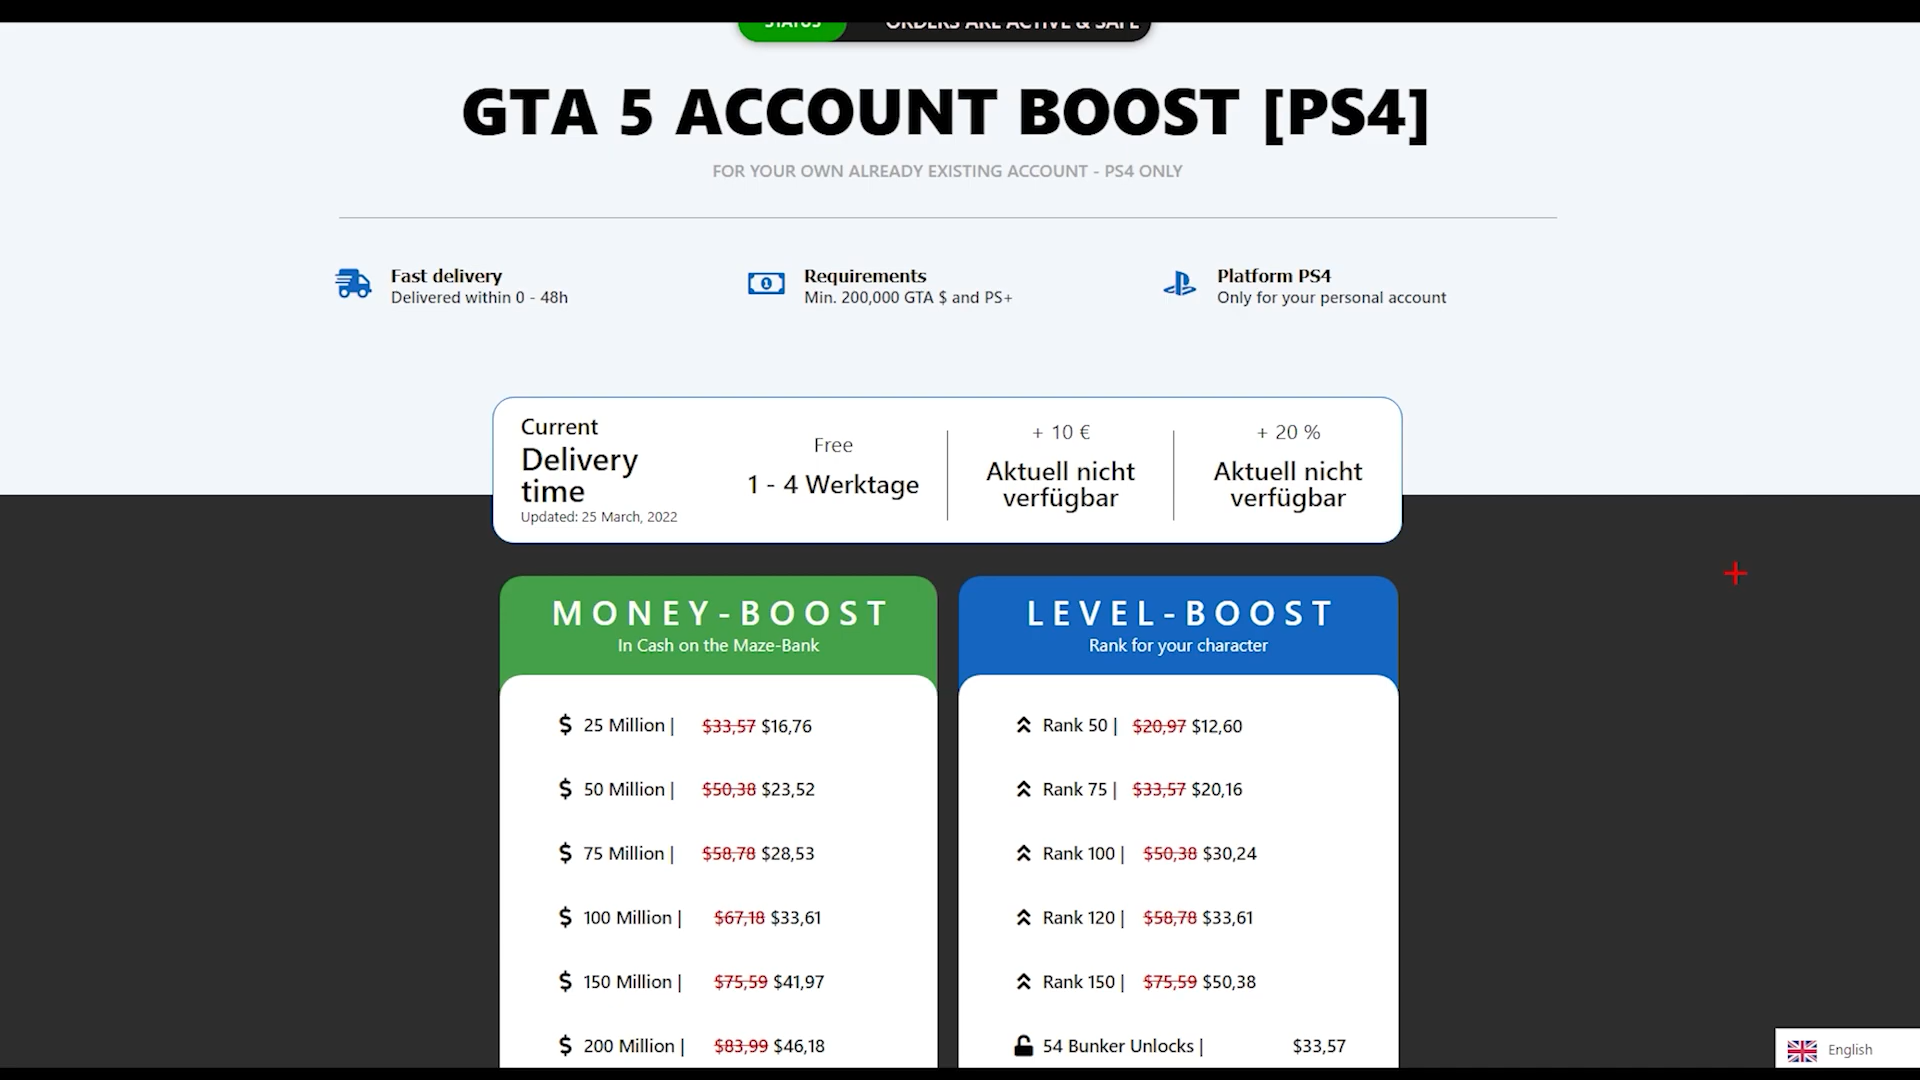 STATUS ORDERS ARE ACTIVE & SAFE
GTA 5 ACCOUNT BOOST [PS4]
FOR YOUR OWN ALREADY EXISTING ACCOUNT - PS4 ONLY
Fast delivery
Delivered within 0 - 48h
Requirements
Min. 200,000 GTA $ and PS+
Platform PS4
Only for your personal account
Current
Delivery
time
Updated: 25 March, 2022
Free
1 - 4 Werktage
+ 10 €
Aktuell nicht
verfügbar
+ 20 %
Aktuell nicht
verfügbar
MONEY-BOOST
In Cash on the Maze-Bank
$ 25 Million | $33,57 $16,76
$ 50 Million | $50,38 $23,52
$ 75 Million | $58,78 $28,53
$ 100 Million | $67,18 $33,61
$ 150 Million | $75,59 $41,97
$ 200 Million | $83,99 $46,18
LEVEL-BOOST
Rank for your character
Rank 50 | $20,97 $12,60
Rank 75 | $33,57 $20,16
Rank 100 | $50,38 $30,24
Rank 120 | $58,78 $33,61
Rank 150 | $75,59 $50,38
54 Bunker Unlocks | $33,57
English